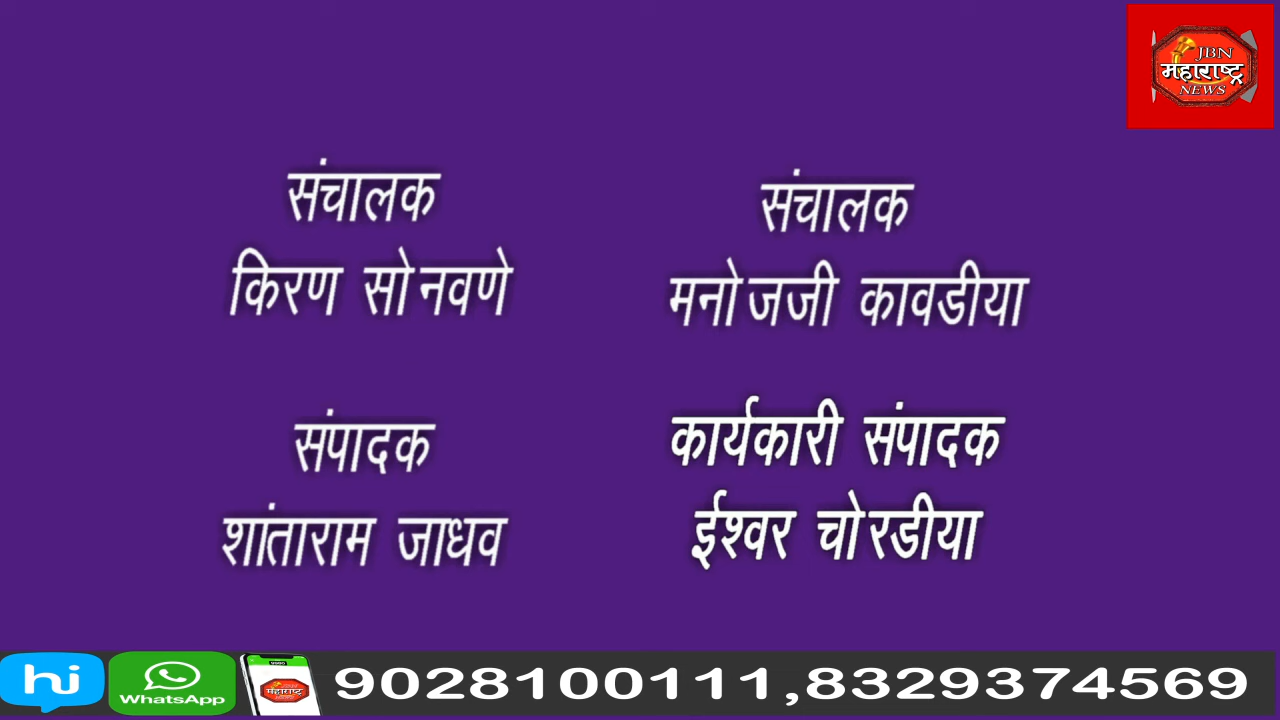 JBN
महाराष्ट्र
NEWS
संचालक
किरण सोनवणे
संचालक
मनोजजी कावडीया
संपादक
शांताराम जाधव
कार्यकारी संपादक
ईश्वर चोरडीया
hi
WhatsApp
महाराष्ट्र
9028100111,8329374569